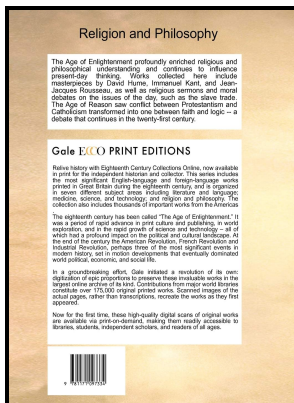 Religion and Philosophy
The Age of Enlightenment profoundly enriched religious and
philosophical understanding and continues to influence
present-day thinking. Works collected here include
masterpieces by David Hume, Immanuel Kant, and Jean-
Jacques Rousseau, as well as religious sermons and moral
debates on the issues of the day, such as the slave trade.
The Age of Reason saw conflict between Protestantism and
Catholicism transformed into one between faith and logic -- a
debate that continues in the twenty-first century.
Gale ECCO PRINT EDITIONS
Relive history with Eighteenth Century Collections Online, now available
in print for the independent historian and collector. This series includes
the most significant English-language and foreign-language works
printed in Great Britain during the eighteenth century, and is organized
in seven different subject areas including literature and language;
medicine, science, and technology; and religion and philosophy. The
collection also includes thousands of important works from the Americas
The eighteenth century has been called "The Age of Enlightenment." It
was a period of rapid advance in print culture and publishing, in world
exploration, and in the rapid growth of science and technology – all of
which had a profound impact on the political and cultural landscape. At
the end of the century the American Revolution, French Revolution and
Industrial Revolution, perhaps three of the most significant events in
modern history, set in motion developments that eventually dominated
world political, economic, and social life.
In a groundbreaking effort, Gale initiated a revolution of its own:
digitization of epic proportions to preserve these invaluable works in the
largest online archive of its kind. Contributions from major world libraries
constitute over 175,000 original printed works. Scanned images of the
actual pages, rather than transcriptions, recreate the works as they first
appeared.
Now for the first time, these high-quality digital scans of original works
are available via print-on-demand, making them readily accessible to
libraries, students, independent scholars, and readers of all ages.
9 781171 097334